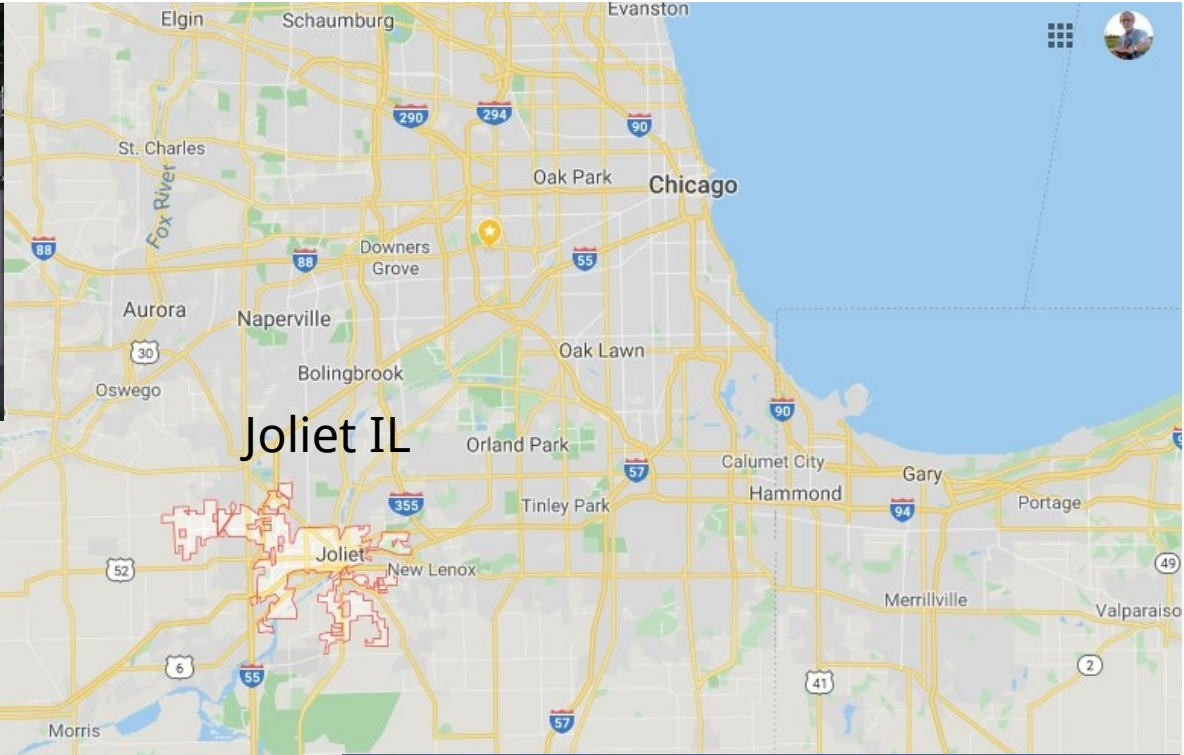 Elgin
Schaumburg
Evanston
290
294
90
St. Charles
Fox River
Oak Park
Chicago
88
Downers
Grove
88
55
Aurora
Naperville
30
Oak Lawn
Bolingbrook
Oswego
90
Joliet IL
Orland Park
57
Calumet City
Gary
Hammond
355
Tinley Park
94
Portage
Joliet
52
New Lenox
49
Merrillville
Valparaiso
6
55
2
41
57
Morris